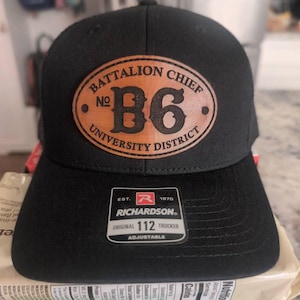 BATTALION CHIEF
No B6
UNIVERSITY DISTRICT
EST. R 1970
RICHARDSON®
ORIGINAL 112 TRUCKER
ADJUSTABLE